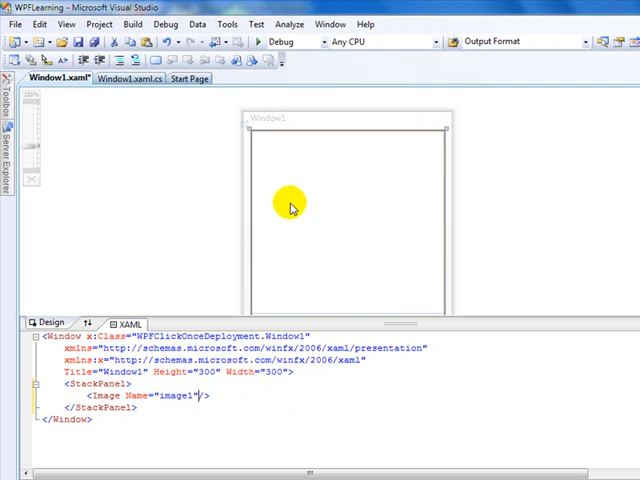 WPFLearning - Microsoft Visual Studio
File Edit View Project Build Debug Data Tools Test Analyze Window Help
Debug Any CPU Output Format
Window1.xaml* Window1.xaml.cs Start Page
Toolbox
Server Explorer
100%
Window1
Design XAML
<Window x:Class="WPFClickOnceDeployment.Window1"
xmlns="http://schemas.microsoft.com/winfx/2006/xaml/presentation"
xmlns:x="http://schemas.microsoft.com/winfx/2006/xaml"
Title="Window1" Height="300" Width="300">
<StackPanel>
<Image Name="image1"/>
</StackPanel>
</Window>